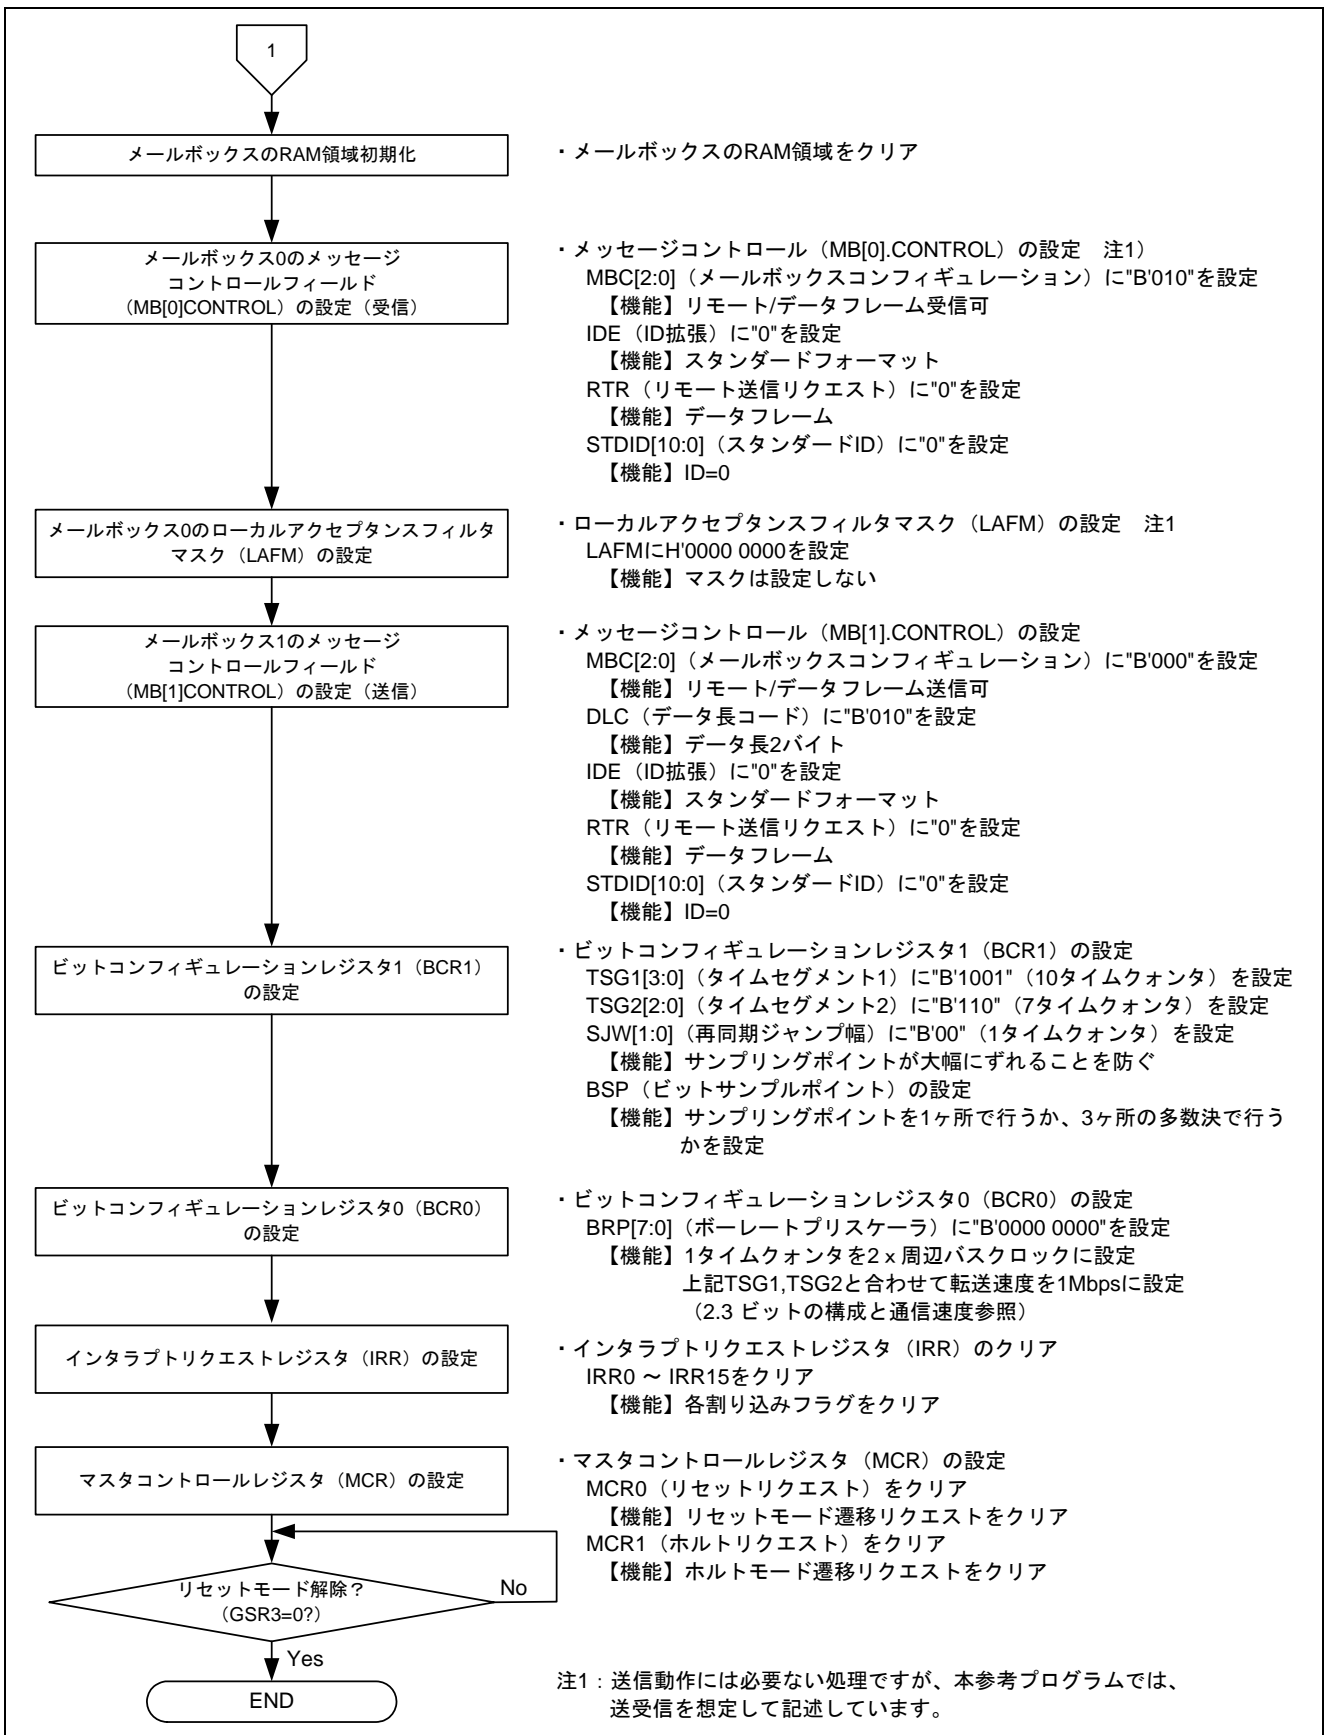 1
メールボックスのRAM領域初期化
・メールボックスのRAM領域をクリア
メールボックス0のメッセージ
コントロールフィールド
（MB[0]CONTROL）の設定（受信）
・メッセージコントロール（MB[0].CONTROL）の設定　注1）
MBC[2:0]（メールボックスコンフィギュレーション）に"B'010"を設定
【機能】リモート/データフレーム受信可
IDE（ID拡張）に"0"を設定
【機能】スタンダードフォーマット
RTR（リモート送信リクエスト）に"0"を設定
【機能】データフレーム
STDID[10:0]（スタンダードID）に"0"を設定
【機能】ID=0
メールボックス0のローカルアクセプタンスフィルタ
マスク（LAFM）の設定
・ローカルアクセプタンスフィルタマスク（LAFM）の設定　注1
LAFMにH'0000 0000を設定
【機能】マスクは設定しない
メールボックス1のメッセージ
コントロールフィールド
（MB[1]CONTROL）の設定（送信）
・メッセージコントロール（MB[1].CONTROL）の設定
MBC[2:0]（メールボックスコンフィギュレーション）に"B'000"を設定
【機能】リモート/データフレーム送信可
DLC（データ長コード）に"B'010"を設定
【機能】データ長2バイト
IDE（ID拡張）に"0"を設定
【機能】スタンダードフォーマット
RTR（リモート送信リクエスト）に"0"を設定
【機能】データフレーム
STDID[10:0]（スタンダードID）に"0"を設定
【機能】ID=0
ビットコンフィギュレーションレジスタ1（BCR1）
の設定
・ビットコンフィギュレーションレジスタ1（BCR1）の設定
TSG1[3:0]（タイムセグメント1）に"B'1001"（10タイムクォンタ）を設定
TSG2[2:0]（タイムセグメント2）に"B'110"（7タイムクォンタ）を設定
SJW[1:0]（再同期ジャンプ幅）に"B'00"（1タイムクォンタ）を設定
【機能】サンプリングポイントが大幅にずれることを防ぐ
BSP（ビットサンプルポイント）の設定
【機能】サンプリングポイントを1ヶ所で行うか、3ヶ所の多数決で行う
かを設定
ビットコンフィギュレーションレジスタ0（BCR0）
の設定
・ビットコンフィギュレーションレジスタ0（BCR0）の設定
BRP[7:0]（ボーレートプリスケーラ）に"B'0000 0000"を設定
【機能】1タイムクォンタを2 x 周辺バスクロックに設定
上記TSG1,TSG2と合わせて転送速度を1Mbpsに設定
（2.3 ビットの構成と通信速度参照）
インタラプトリクエストレジスタ（IRR）の設定
・インタラプトリクエストレジスタ（IRR）のクリア
IRR0 ～ IRR15をクリア
【機能】各割り込みフラグをクリア
マスタコントロールレジスタ（MCR）の設定
・マスタコントロールレジスタ（MCR）の設定
MCR0（リセットリクエスト）をクリア
【機能】リセットモード遷移リクエストをクリア
MCR1（ホルトリクエスト）をクリア
【機能】ホルトモード遷移リクエストをクリア
リセットモード解除？
（GSR3=0?）
No
Yes
END
注1：送信動作には必要ない処理ですが、本参考プログラムでは、
送受信を想定して記述しています。